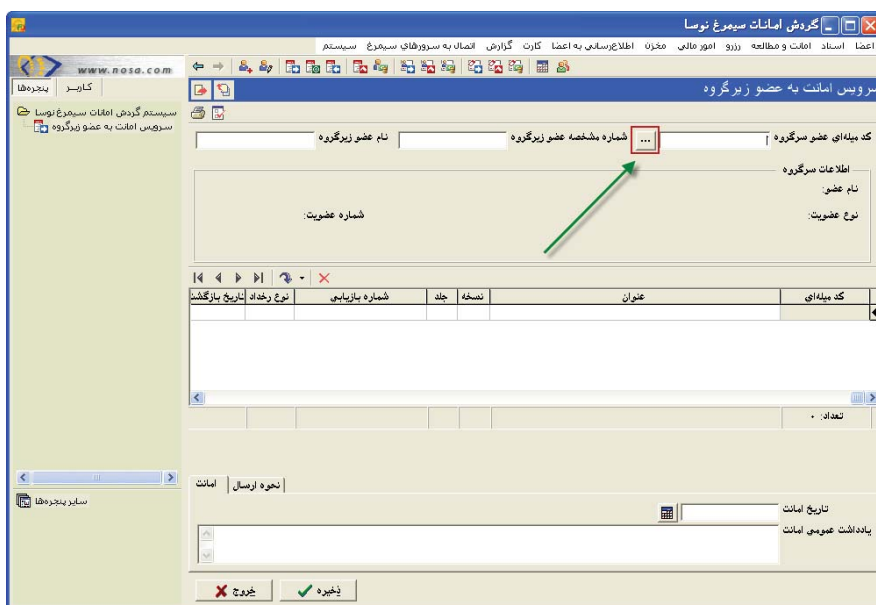 گردش امانات سیمرغ نوسا
اعضا اسناد امانت و مطالعه رزرو امور مالی مخزن اطلاع‌رسانی به اعضا کارت گزارش اتصال به سرورهای سیمرغ سیستم
www.nosa.com
کاربر پنجره‌ها
سرویس امانت به عضو زیرگروه
سیستم گردش امانات سیمرغ نوسا
سرویس امانت به عضو زیرگروه
کد میله‌ای عضو سرگروه ... شماره مشخصه عضو زیرگروه نام عضو زیرگروه
اطلاعات سرگروه
نام عضو:
نوع عضویت: شماره عضویت:
کد میله‌ای عنوان نسخه جلد شماره بازیابی نوع رخداد تاریخ بازگشت
تعداد: ۰
نحوه ارسال امانت
سایر پنجره‌ها
تاریخ امانت
یادداشت عمومی امانت
ذخیره خروج